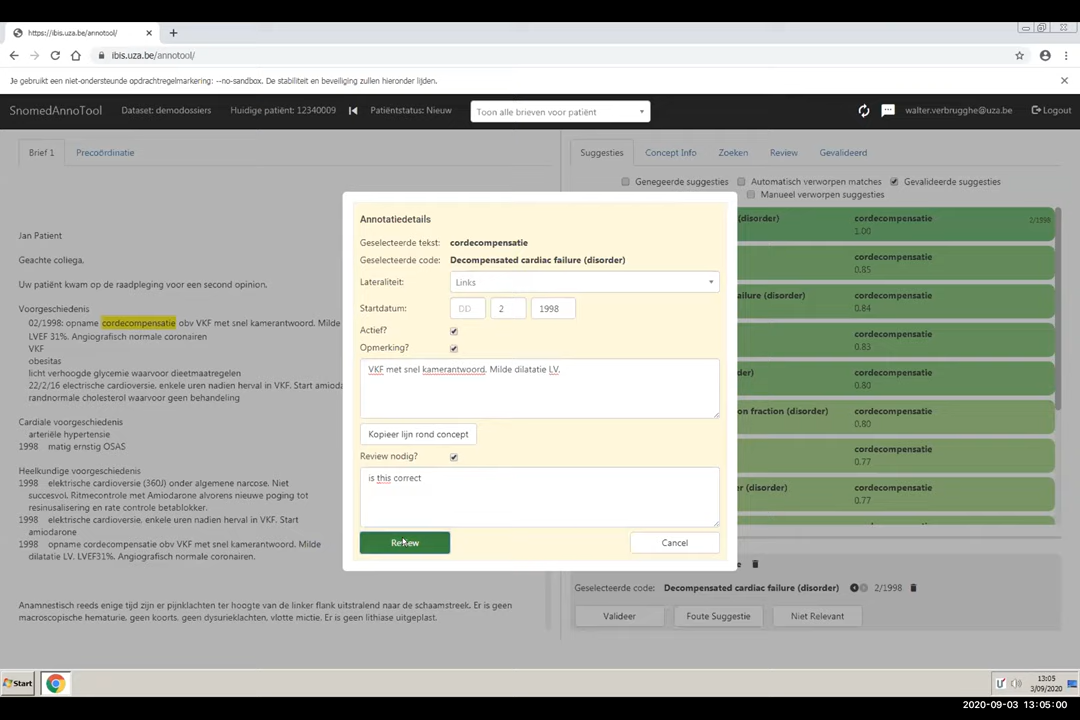 https://ibis.uza.be/annotool/
ibis.uza.be/annotool/
Je gebruikt een niet-ondersteunde opdrachtregelmarkering: --no-sandbox. De stabiliteit en beveiliging zullen hieronder lijden.
SnomedAnnoTool Dataset: demodossiers Huidige patiënt: 12340009 Patiëntstatus: Nieuw Toon alle brieven voor patiënt walter.verbrugghe@uza.be Logout
Brief 1 Precoördinatie
Jan Patient
Geachte coliega,
Uw patiënt kwam op de raadpleging voor een second opinion.
Voorgeschiedenis
02/1998: opname cordecompensatie obv VKF met snel kamerantwoord. Milde
LVEF 31%. Angiografisch normale coronairen
VKF
obesitas
licht verhoogde glycemie waarvoor dieetmaatregelen
22/2/16 electrische cardioversie, enkele uren nadien herval in VKF. Start amioda
randnormale cholesterol waarvoor geen behandeling
Cardiale voorgeschiedenis
arteriële hypertensie
1998 matig ernstig OSAS
Heelkundige voorgeschiedenis
1998 elektrische cardioversie (360J) onder algemene narcose. Niet
succesvol. Ritmecontrole met Amiodarone alvorens nieuwe poging tot
resinusalisering en rate controle betablokker.
1998 elektrische cardioversie, enkele uren nadien herval in VKF. Start
amiodarone
1998 opname cordecompensatie obv VKF met snel kamerantwoord. Milde
dilatatie LV. LVEF31%. Angiografisch normale coronairen.
Anamnestisch reeds enige tijd zijn er pijnklachten ter hoogte van de linker flank uitstralend naar de schaamstreek. Er is geen
macroscopische hematurie, geen koorts, geen dysurieklachten, vlotte mictie. Er is geen lithiase uitgeplast.
Annotatiedetails
Geselecteerde tekst: cordecompensatie
Geselecteerde code: Decompensated cardiac failure (disorder)
Lateraliteit: Links
Startdatum: DD 2 1998
Actief?
Opmerking?
VKF met snel kamerantwoord. Milde dilatatie LV.
Kopieer lijn rond concept
Review nodig?
is this correct
Review Cancel
Suggesties Concept Info Zoeken Review Gevalideerd
Genegeerde suggesties Automatisch verworpen matches Gevalideerde suggesties
Manueel verworpen suggesties
(disorder) cordecompensatie 2/1998
1.00
cordecompensatie
0.85
ailure (disorder) cordecompensatie
0.84
cordecompensatie
0.83
der) cordecompensatie
0.80
on fraction (disorder) cordecompensatie
0.80
cordecompensatie
0.77
r (disorder) cordecompensatie
0.77
e
Geselecteerde code: Decompensated cardiac failure (disorder) 2/1998
Valideer Foute Suggestie Niet Relevant
Start
13:05
3/09/2020
2020-09-03 13:05:00